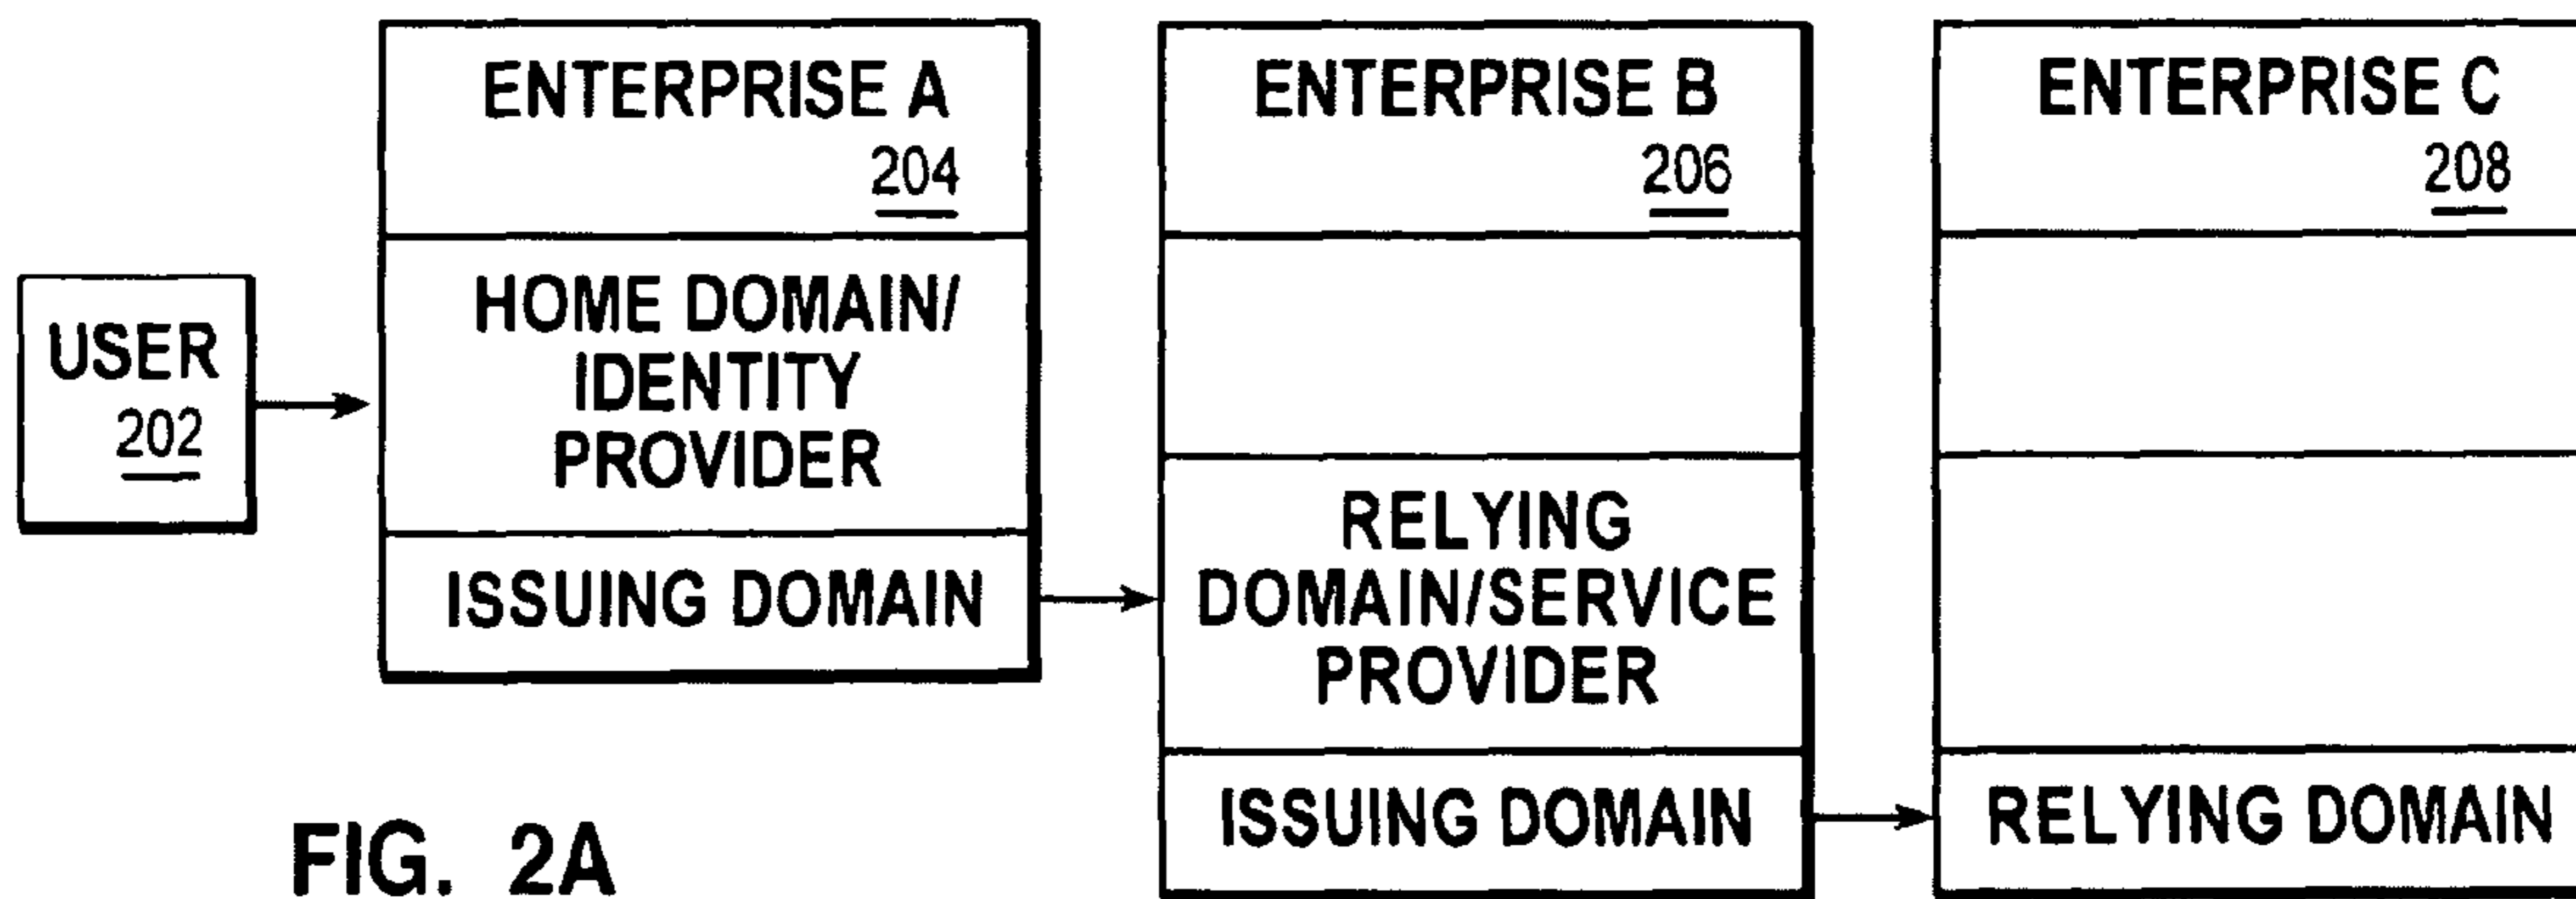 USER
202
ENTERPRISE A
204
HOME DOMAIN/
IDENTITY
PROVIDER
ISSUING DOMAIN
ENTERPRISE B
206
RELYING
DOMAIN/SERVICE
PROVIDER
ISSUING DOMAIN
ENTERPRISE C
208
RELYING DOMAIN
FIG. 2A